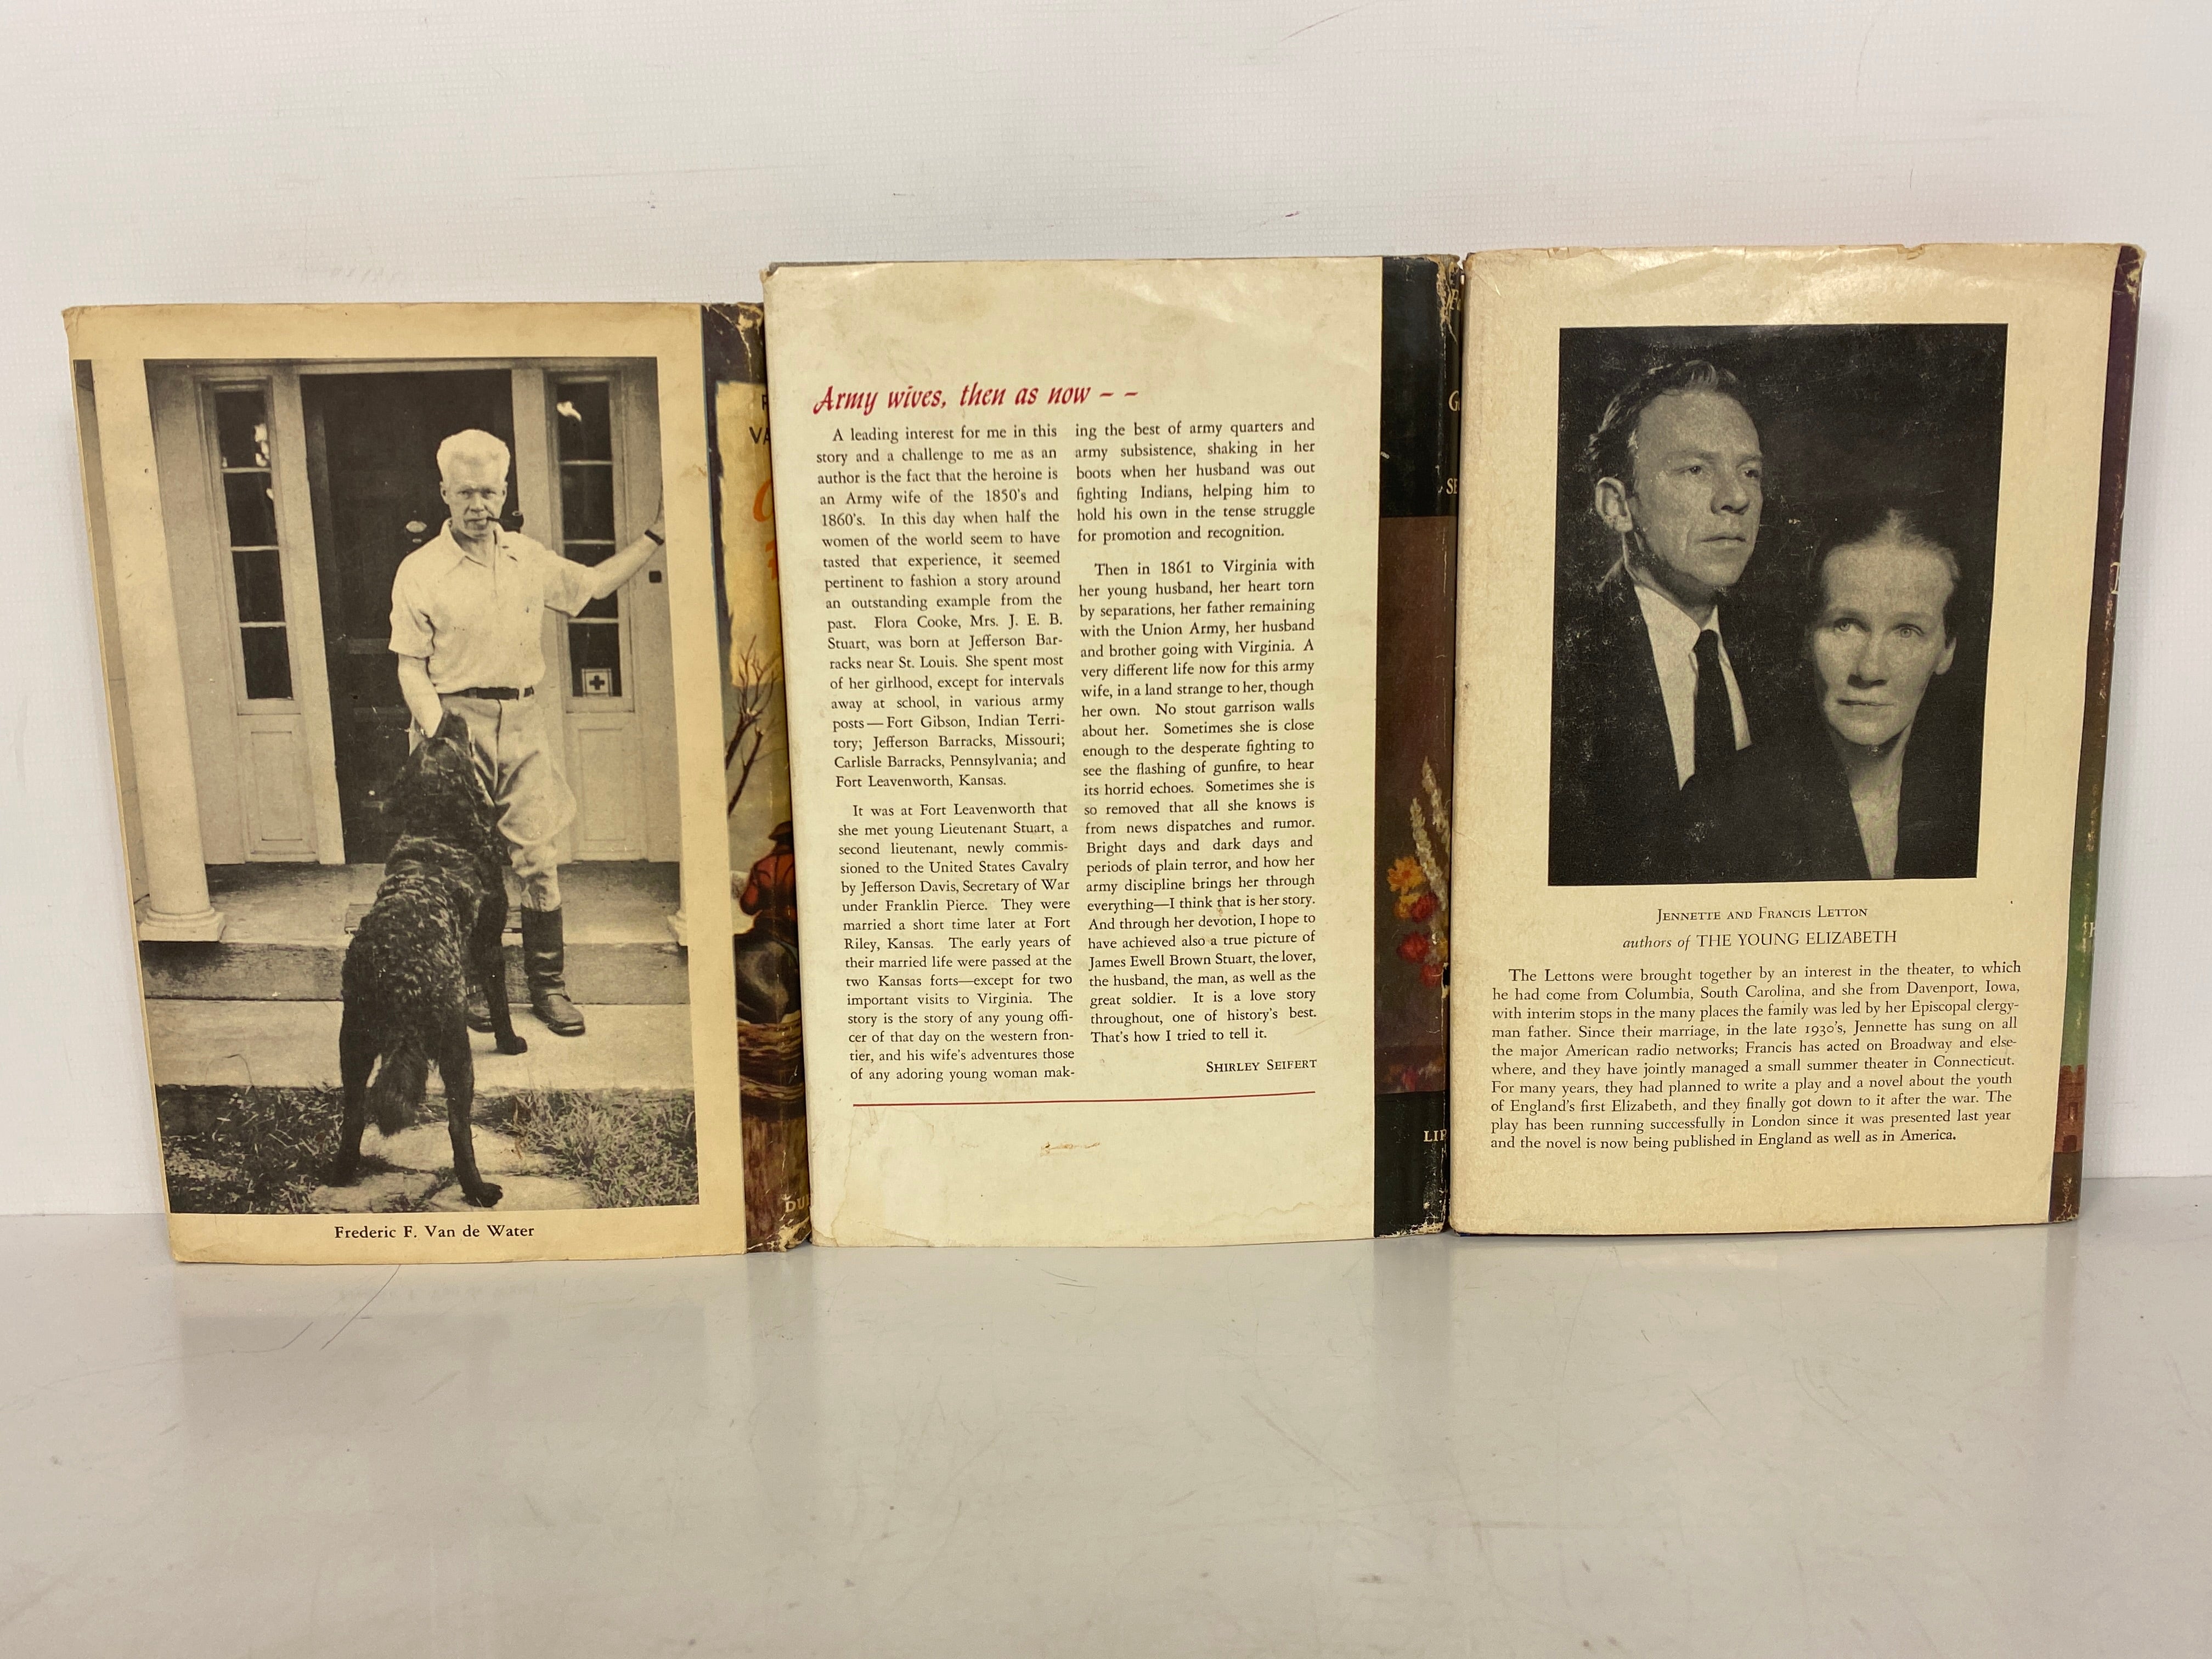 Frederic F. Van de Water
VA
DU
Army wives, then as now – –
A leading interest for me in this
story and a challenge to me as an
author is the fact that the heroine is
an Army wife of the 1850's and
1860's. In this day when half the
women of the world seem to have
tasted that experience, it seemed
pertinent to fashion a story around
an outstanding example from the
past. Flora Cooke, Mrs. J. E. B.
Stuart, was born at Jefferson Bar-
racks near St. Louis. She spent most
of her girlhood, except for intervals
away at school, in various army
posts—Fort Gibson, Indian Terri-
tory; Jefferson Barracks, Missouri;
Carlisle Barracks, Pennsylvania; and
Fort Leavenworth, Kansas.
It was at Fort Leavenworth that
she met young Lieutenant Stuart, a
second lieutenant, newly commis-
sioned to the United States Cavalry
by Jefferson Davis, Secretary of War
under Franklin Pierce. They were
married a short time later at Fort
Riley, Kansas. The early years of
their married life were passed at the
two Kansas forts—except for two
important visits to Virginia. The
story is the story of any young offi-
cer of that day on the western fron-
tier, and his wife's adventures those
of any adoring young woman mak-
ing the best of army quarters and
army subsistence, shaking in her
boots when her husband was out
fighting Indians, helping him to
hold his own in the tense struggle
for promotion and recognition.
Then in 1861 to Virginia with
her young husband, her heart torn
by separations, her father remaining
with the Union Army, her husband
and brother going with Virginia. A
very different life now for this army
wife, in a land strange to her, though
her own. No stout garrison walls
about her. Sometimes she is close
enough to the desperate fighting to
see the flashing of gunfire, to hear
its horrid echoes. Sometimes she is
so removed that all she knows is
from news dispatches and rumor.
Bright days and dark days and
periods of plain terror, and how her
army discipline brings her through
everything—I think that is her story.
And through her devotion, I hope to
have achieved also a true picture of
James Ewell Brown Stuart, the lover,
the husband, the man, as well as the
great soldier. It is a love story
throughout, one of history's best.
That's how I tried to tell it.
SHIRLEY SEIFERT
SE
LIP
JENNETTE AND FRANCIS LETTON
authors of THE YOUNG ELIZABETH
The Lettons were brought together by an interest in the theater, to which
he had come from Columbia, South Carolina, and she from Davenport, Iowa,
with interim stops in the many places the family was led by her Episcopal clergy-
man father. Since their marriage, in the late 1930's, Jennette has sung on all
the major American radio networks; Francis has acted on Broadway and else-
where, and they have jointly managed a small summer theater in Connecticut.
For many years, they had planned to write a play and a novel about the youth
of England's first Elizabeth, and they finally got down to it after the war. The
play has been running successfully in London since it was presented last year
and the novel is now being published in England as well as in America.